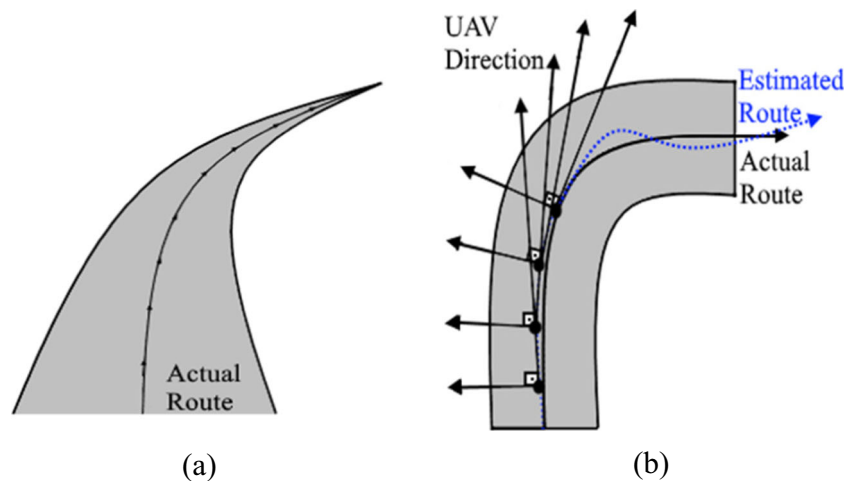 Actual
Route
(a)
UAV
Direction
Estimated
Route
Actual
Route
(b)